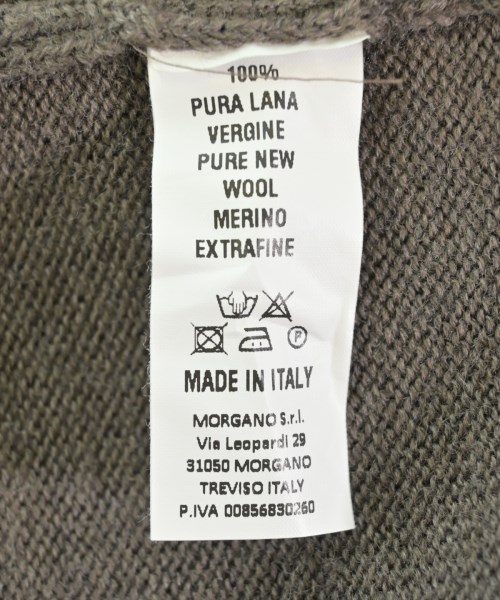 100%
PURA LANA
VERGINE
PURE NEW
WOOL
MERINO
EXTRAFINE
P
MADE IN ITALY
MORGANO S.r.l.
Via Leopardi 29
31050 MORGANO
TREVISO ITALY
P.IVA 00856830260